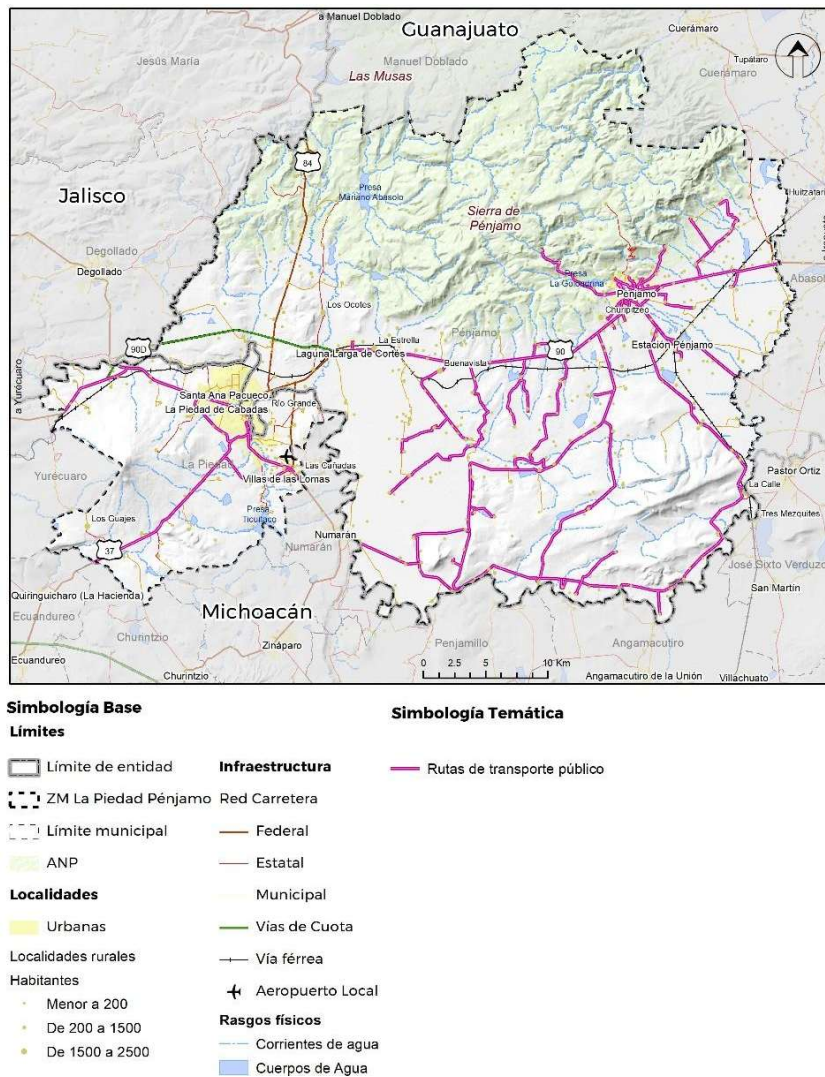 a Manuel Doblado
Guanajuato
Cuerámaro
Jesús María
Manuel Doblado
Tupátaro
Las Musas
Cuerámaro
84
Jalisco
Presa
Mariano Abasolo
Huitzatari
Sierra de
Pénjamo
Degollado
Degollado
Presa
La Golondrina
Abasolo
Pénjamo
Los Ocotes
Churipitzeo
Pénjamo
La Estrella
Estación Pénjamo
90D
Laguna Larga de Cortés
90
Buenavista
a Yurécuaro
Santa Ana Pacueco
La Piedad de Cabadas
Río Grande
La Piedad
Las Cañadas
Yurécuaro
Villas de las Lomas
Pastor Ortiz
La Calle
Presa
Ticuítaco
Los Guajes
Tres Mezquites
Numarán
37
Numarán
José Sixto Verduzco
Quiringuicharo (La Hacienda)
Michoacán
San Martín
Ecuandureo
Churintzio
Zináparo
Penjamillo
Angamacutiro
Ecuandureo
0 2.5 5 10 Km
Churintzio
Angamacutiro de la Unión
Villachuato
Simbología Base
Simbología Temática
Límites
Límite de entidad
Infraestructura
Rutas de transporte público
ZM La Piedad Pénjamo
Red Carretera
Límite municipal
Federal
ANP
Estatal
Localidades
Municipal
Urbanas
Vías de Cuota
Localidades rurales
Vía férrea
Habitantes
Aeropuerto Local
Menor a 200
Rasgos físicos
De 200 a 1500
Corrientes de agua
De 1500 a 2500
Cuerpos de Agua